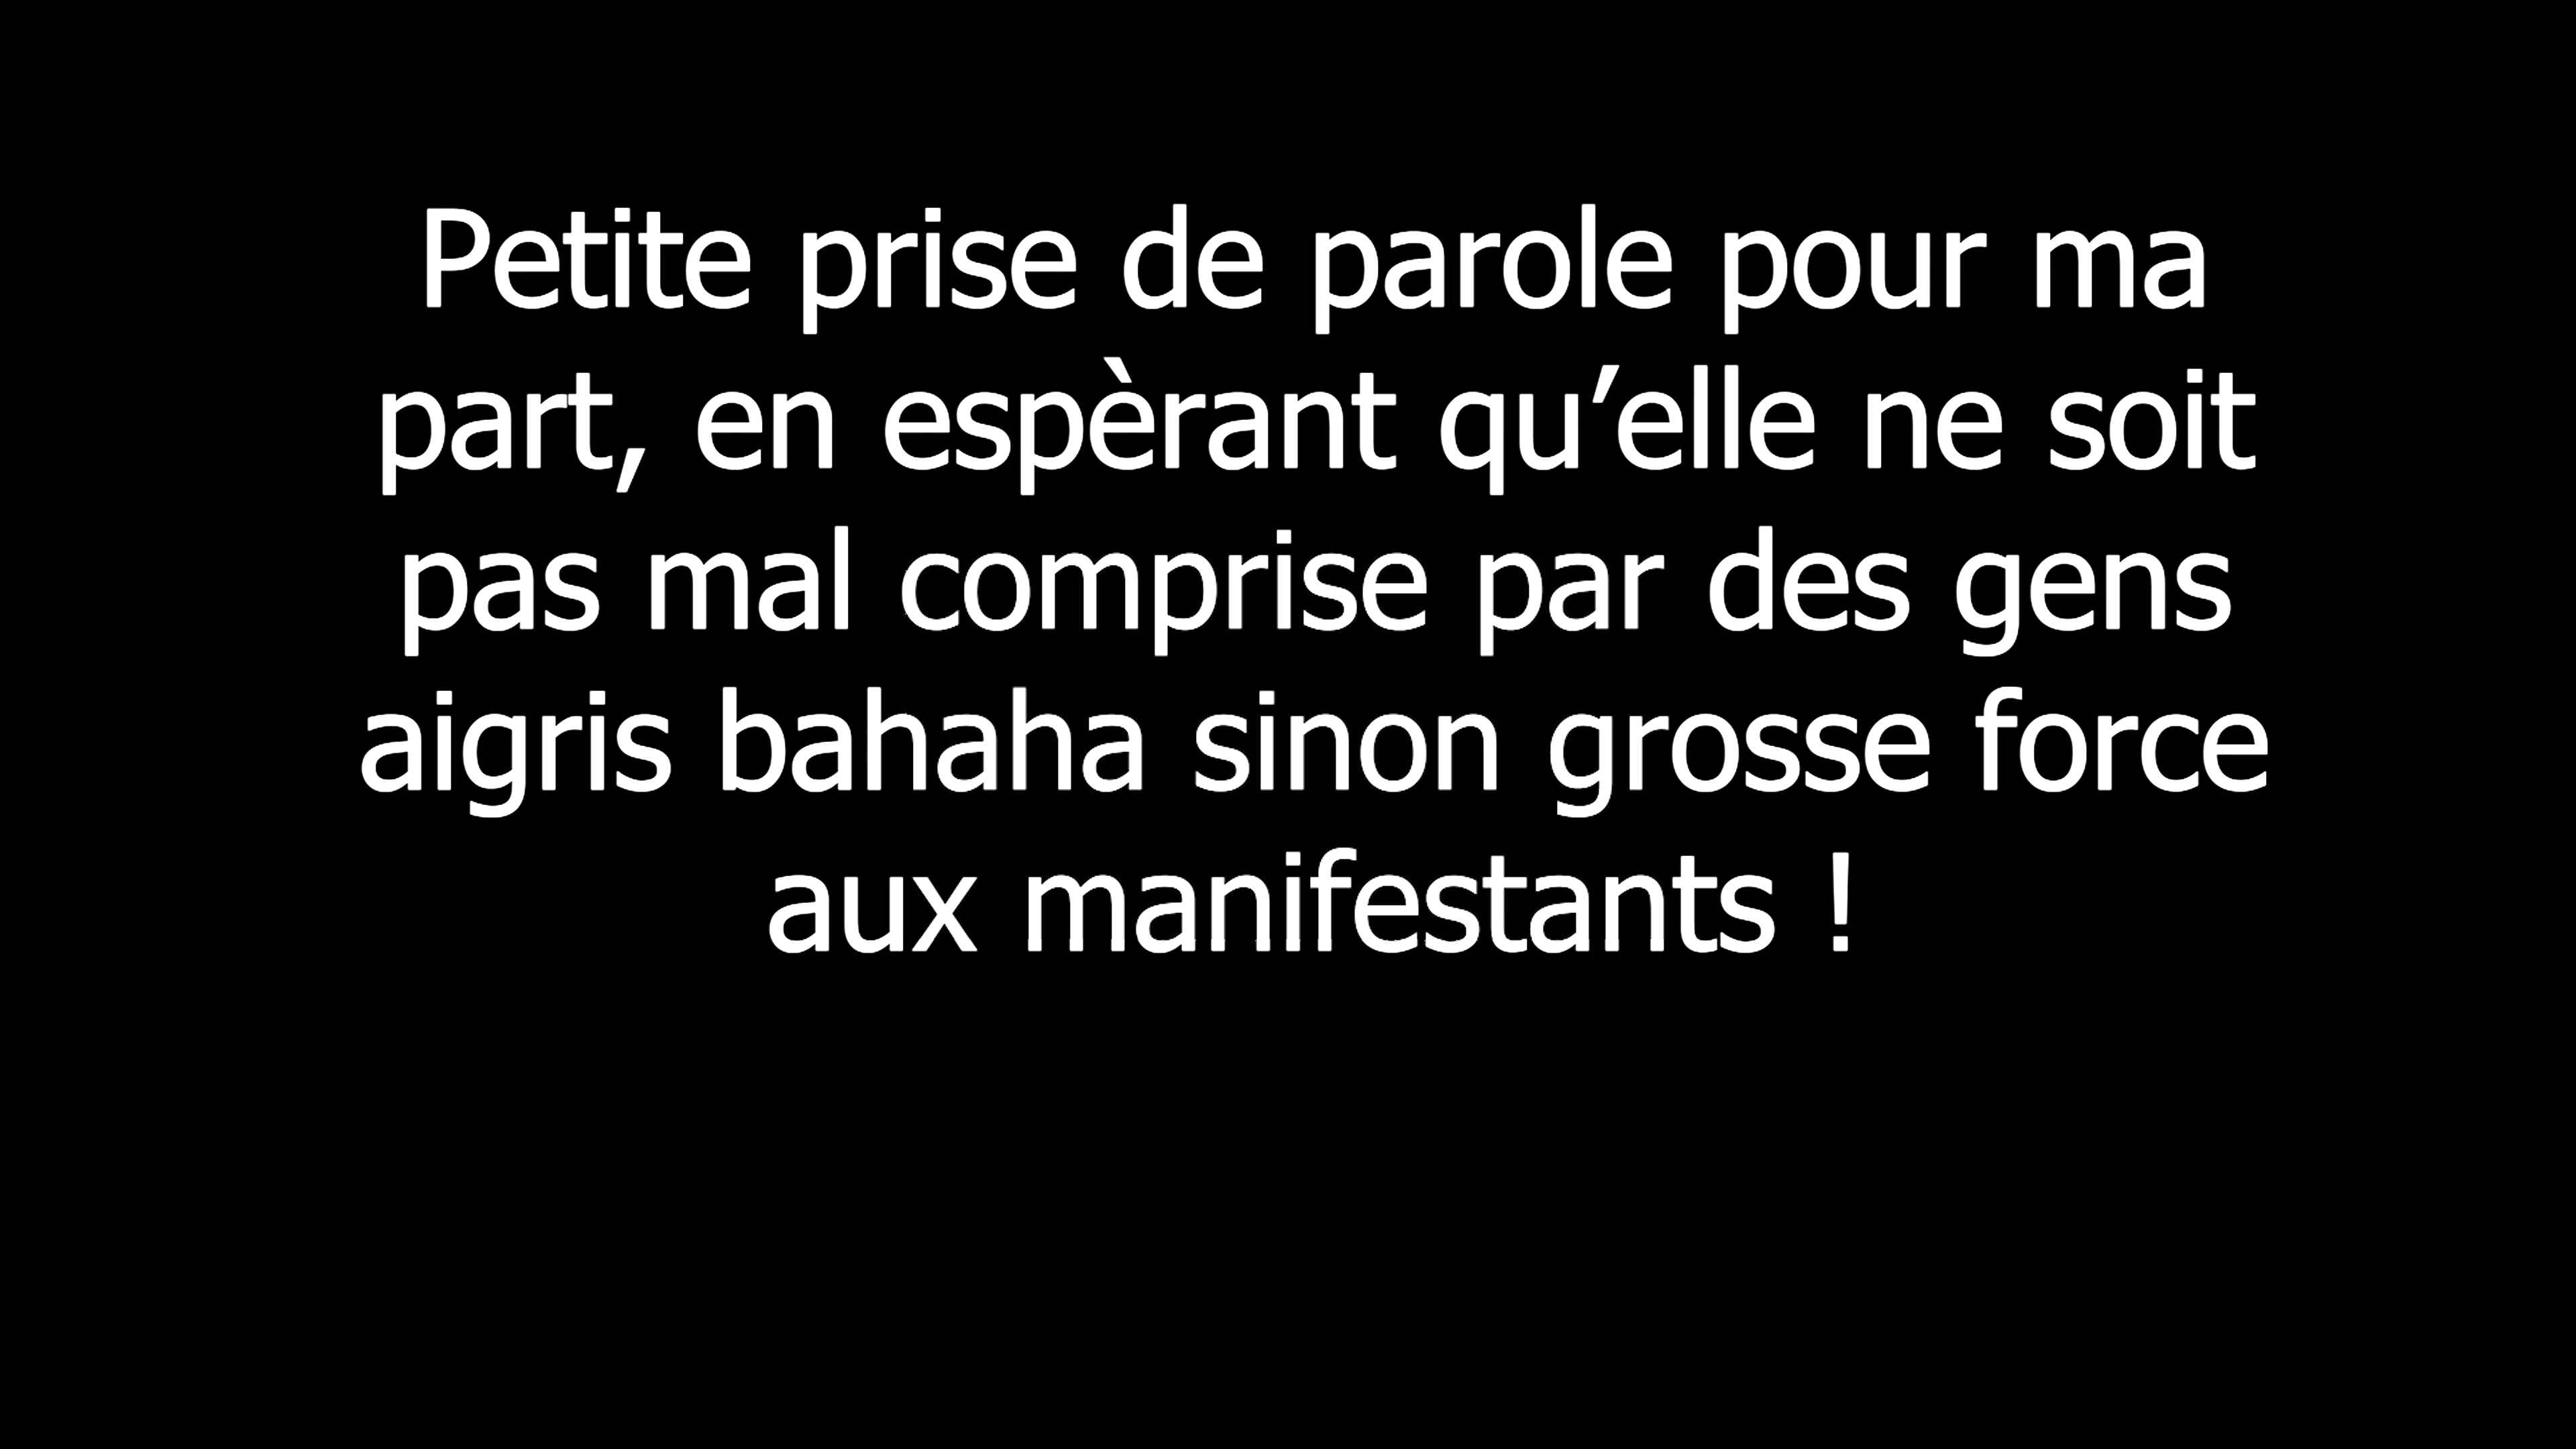 Petite prise de parole pour ma
part, en espèrant qu’elle ne soit
pas mal comprise par des gens
aigris bahaha sinon grosse force
aux manifestants !